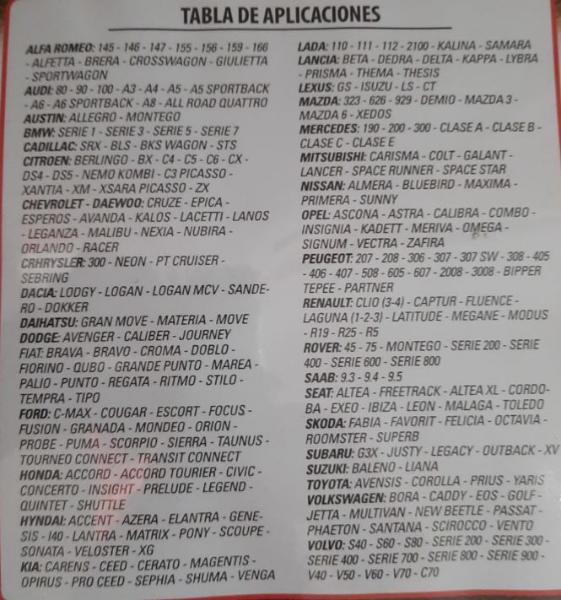 TABLA DE APLICACIONES
ALFA ROMEO: 145 - 146 - 147 - 155 - 156 - 159 - 166
- ALFETTA - BRERA - CROSSWAGON - GIULIETTA
- SPORTWAGON
AUDI: 80 - 90 - 100 - A3 - A4 - A5 - A5 SPORTBACK
- A6 - A6 SPORTBACK - A8 - ALL ROAD QUATTRO
AUSTIN: ALLEGRO - MONTEGO
BMW: SERIE 1 - SERIE 3 - SERIE 5 - SERIE 7
CADILLAC: SRX - BLS - BKS WAGON - STS
CITROEN: BERLINGO - BX - C4 - C5 - C6 - CX -
DS4 - DS5 - NEMO KOMBI - C3 PICASSO -
XANTIA - XM - XSARA PICASSO - ZX
CHEVROLET - DAEWOO: CRUZE - EPICA -
ESPEROS - AVANDA - KALOS - LACETTI - LANOS
- LEGANZA - MALIBU - NEXIA - NUBIRA -
ORLANDO - RACER
CRHRYSLER: 300 - NEON - PT CRUISER -
SEBRING
DACIA: LODGY - LOGAN - LOGAN MCV - SANDE-
RO - DOKKER
DAIHATSU: GRAN MOVE - MATERIA - MOVE
DODGE: AVENGER - CALIBER - JOURNEY
FIAT: BRAVA - BRAVO - CROMA - DOBLO -
FIORINO - QUBO - GRANDE PUNTO - MAREA -
PALIO - PUNTO - REGATA - RITMO - STILO -
TEMPRA - TIPO
FORD: C-MAX - COUGAR - ESCORT - FOCUS -
FUSION - GRANADA - MONDEO - ORION -
PROBE - PUMA - SCORPIO - SIERRA - TAUNUS -
TOURNEO CONNECT - TRANSIT CONNECT
HONDA: ACCORD - ACCORD TOURIER - CIVIC -
CONCERTO - INSIGHT - PRELUDE - LEGEND -
QUINTET - SHUTTLE
HYNDAI: ACCENT - AZERA - ELANTRA - GENE-
SIS - I40 - LANTRA - MATRIX - PONY - SCOUPE -
SONATA - VELOSTER - XG
KIA: CARENS - CEED - CERATO - MAGENTIS -
OPIRUS - PRO CEED - SEPHIA - SHUMA - VENGA
LADA: 110 - 111 - 112 - 2100 - KALINA - SAMARA
LANCIA: BETA - DEDRA - DELTA - KAPPA - LYBRA
- PRISMA - THEMA - THESIS
LEXUS: GS - ISUZU - LS - CT
MAZDA: 323 - 626 - 929 - DEMIO - MAZDA 3 -
MAZDA 6 - XEDOS
MERCEDES: 190 - 200 - 300 - CLASE A - CLASE B -
CLASE C - CLASE E
MITSUBISHI: CARISMA - COLT - GALANT -
LANCER - SPACE RUNNER - SPACE STAR
NISSAN: ALMERA - BLUEBIRD - MAXIMA -
PRIMERA - SUNNY
OPEL: ASCONA - ASTRA - CALIBRA - COMBO -
INSIGNIA - KADETT - MERIVA - OMEGA -
SIGNUM - VECTRA - ZAFIRA
PEUGEOT: 207 - 208 - 306 - 307 - 307 SW - 308 - 405
- 406 - 407 - 508 - 605 - 607 - 2008 - 3008 - BIPPER
TEPEE - PARTNER
RENAULT: CLIO (3-4) - CAPTUR - FLUENCE -
LAGUNA (1-2-3) - LATITUDE - MEGANE - MODUS
- R19 - R25 - R5
ROVER: 45 - 75 - MONTEGO - SERIE 200 - SERIE
400 - SERIE 600 - SERIE 800
SAAB: 9.3 - 9.4 - 9.5
SEAT: ALTEA - FREETRACK - ALTEA XL - CORDO-
BA - EXEO - IBIZA - LEON - MALAGA - TOLEDO
SKODA: FABIA - FAVORIT - FELICIA - OCTAVIA -
ROOMSTER - SUPERB
SUBARU: G3X - JUSTY - LEGACY - OUTBACK - XV
SUZUKI: BALENO - LIANA
TOYOTA: AVENSIS - COROLLA - PRIUS - YARIS
VOLKSWAGEN: BORA - CADDY - EOS - GOLF -
JETTA - MULTIVAN - NEW BEETLE - PASSAT -
PHAETON - SANTANA - SCIROCCO - VENTO
VOLVO: S40 - S60 - S80 - SERIE 200 - SERIE 300 -
SERIE 400 - SERIE 700 - SERIE 800 - SERIE 900 -
V40 - V50 - V60 - V70 - C70